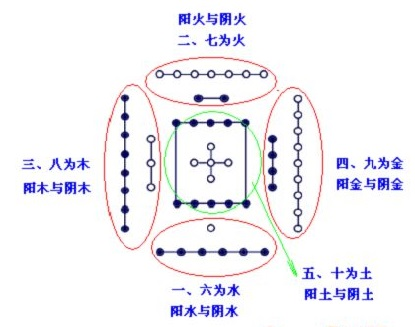 阳火与阴火
二、七为火
三、八为木
阳木与阴木
四、九为金
阳金与阴金
五、十为土
阳土与阴土
一、六为水
阳水与阴水